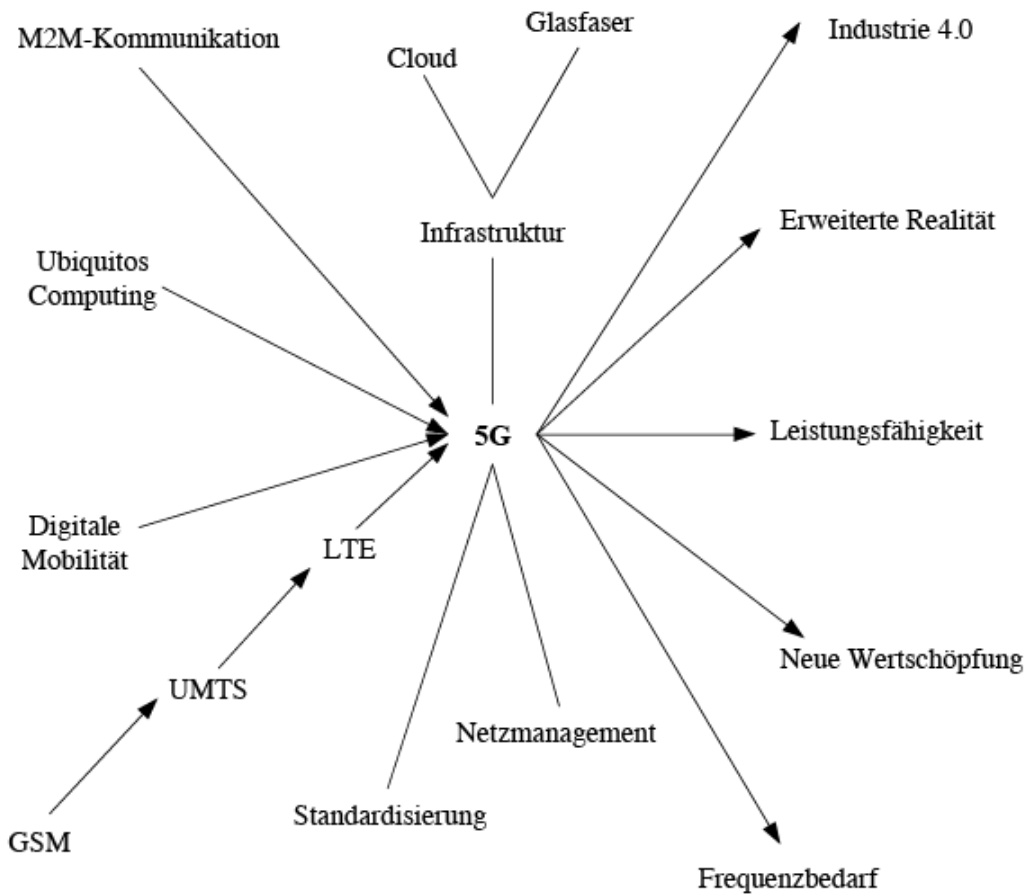 M2M-Kommunikation
Cloud
Glasfaser
Industrie 4.0
Infrastruktur
Erweiterte Realität
Ubiquitos
Computing
5G
Leistungsfähigkeit
Digitale
Mobilität
LTE
UMTS
Neue Wertschöpfung
Netzmanagement
Standardisierung
GSM
Frequenzbedarf